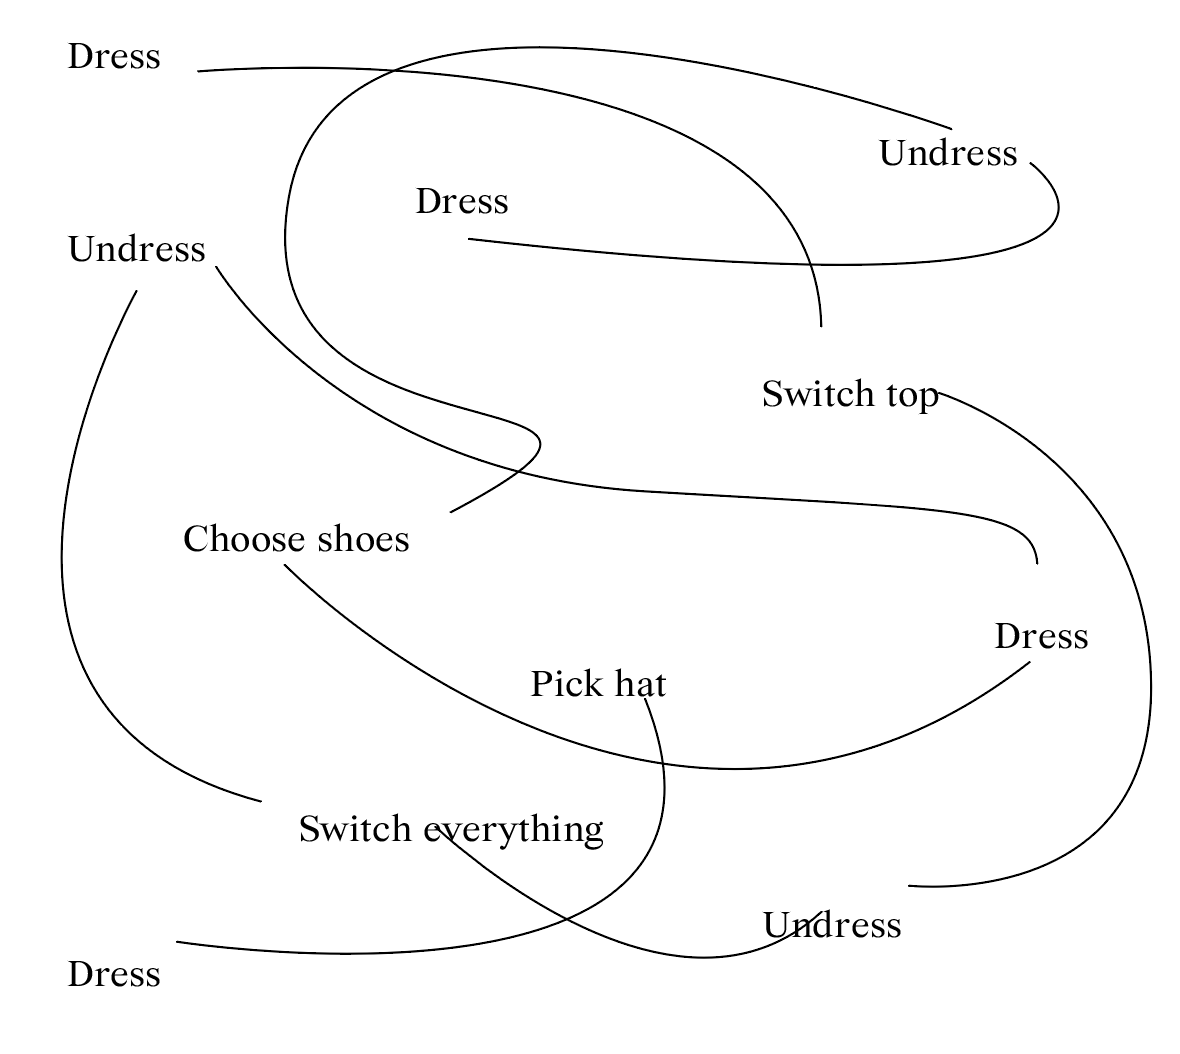 Dress
Undress
Dress
Undress
Switch top
Choose shoes
Dress
Pick hat
Switch everything
Undress
Dress